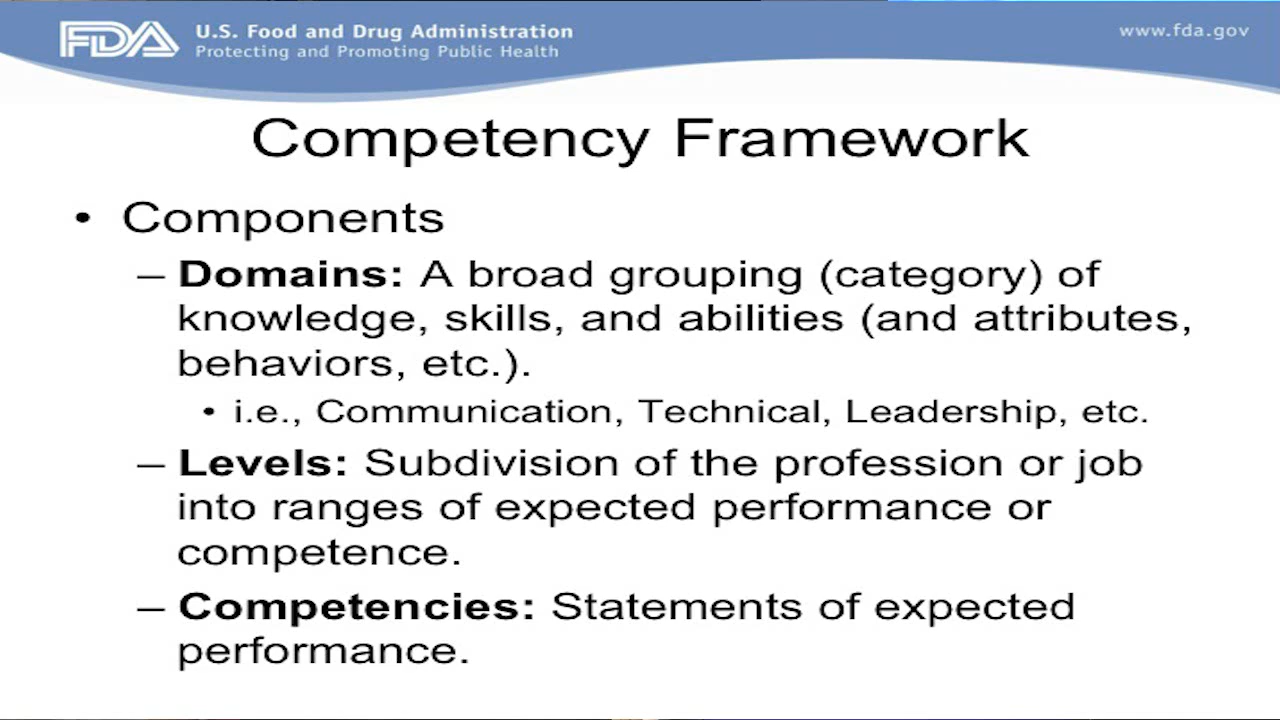 FDA U.S. Food and Drug Administration
Protecting and Promoting Public Health
www.fda.gov
Competency Framework
• Components
– Domains: A broad grouping (category) of
knowledge, skills, and abilities (and attributes,
behaviors, etc.).
• i.e., Communication, Technical, Leadership, etc.
– Levels: Subdivision of the profession or job
into ranges of expected performance or
competence.
– Competencies: Statements of expected
performance.